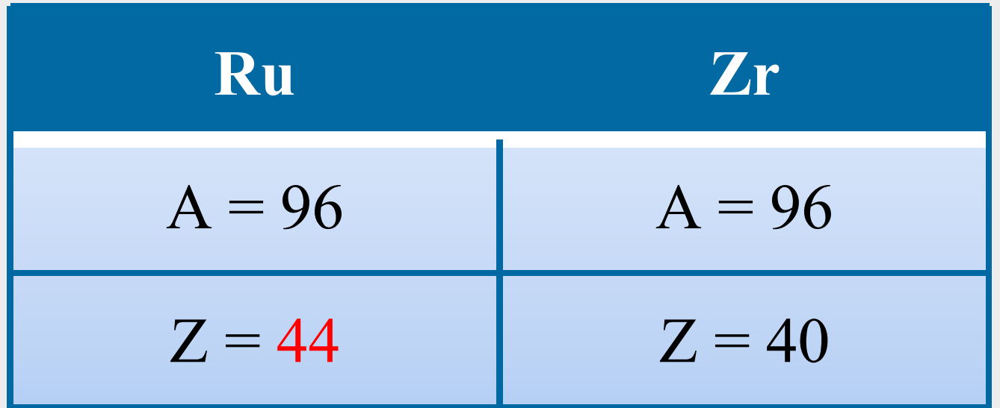 Ru Zr
A = 96 A = 96
Z = 44 Z = 40